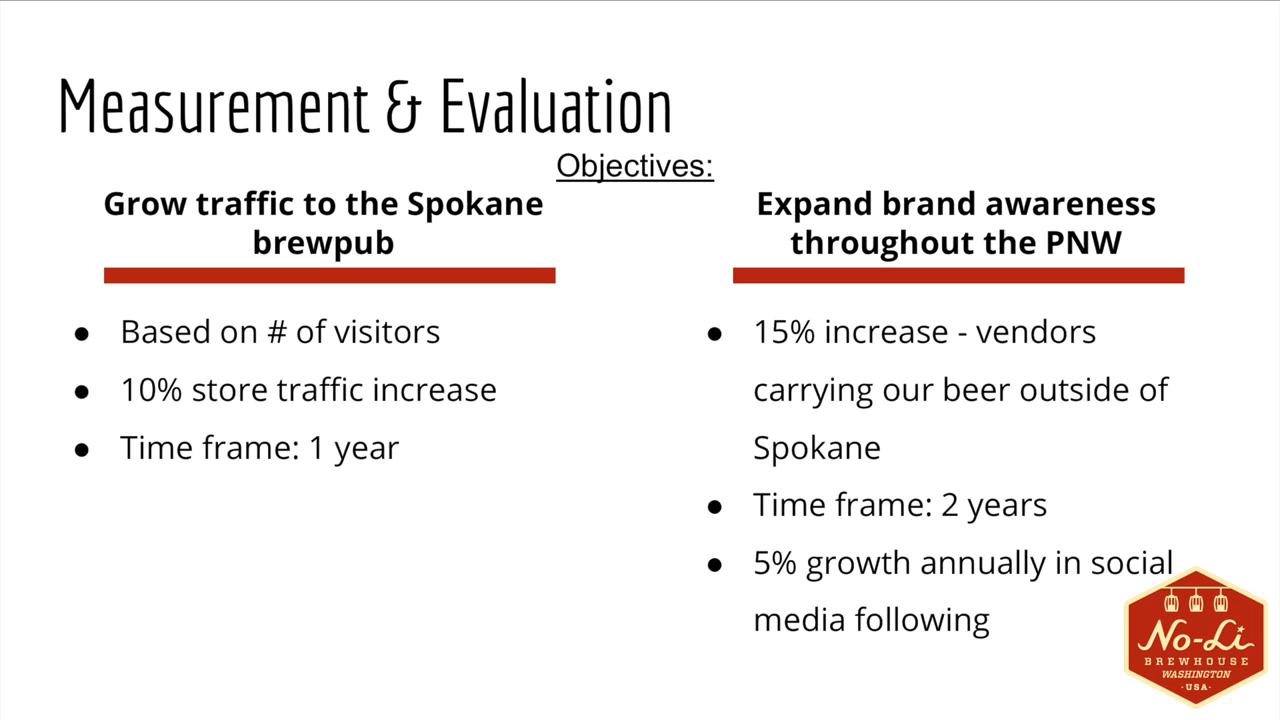 Measurement & Evaluation
Objectives:
Grow traffic to the Spokane
brewpub
● Based on # of visitors
● 10% store traffic increase
● Time frame: 1 year
Expand brand awareness
throughout the PNW
● 15% increase - vendors
carrying our beer outside of
Spokane
● Time frame: 2 years
● 5% growth annually in social
media following
No-Li
BREWHOUSE
WASHINGTON
-USA-